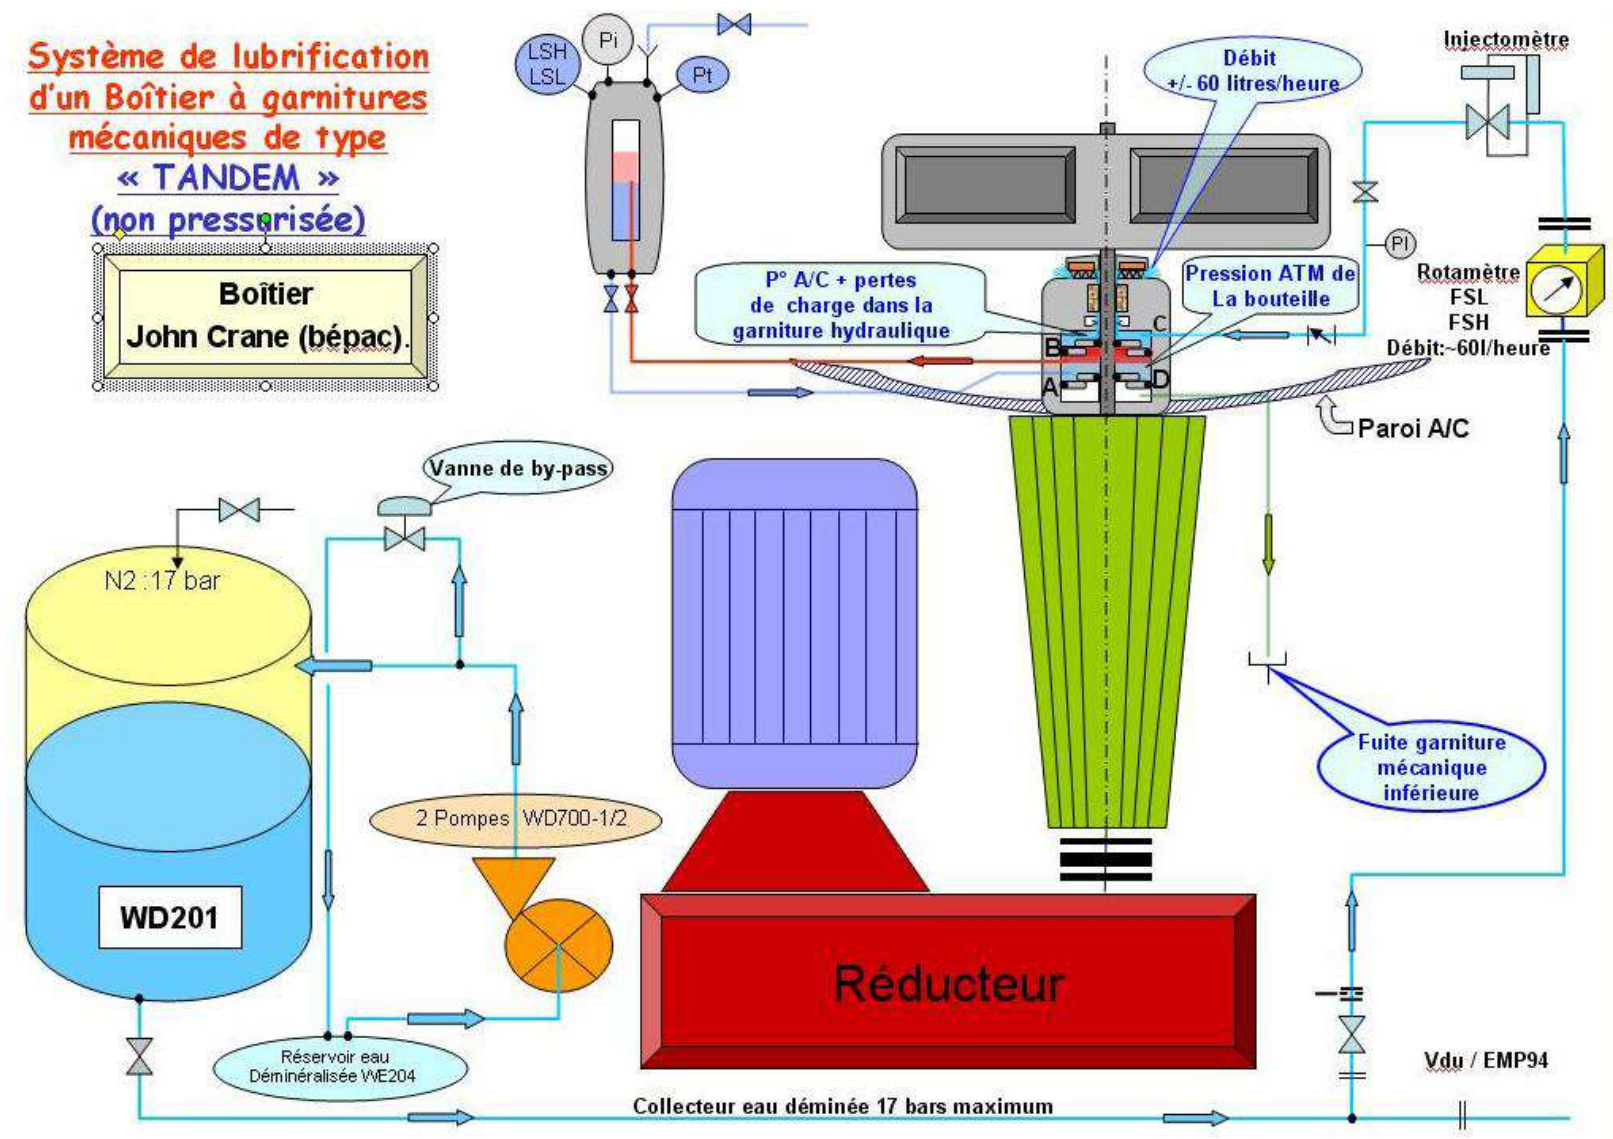 Système de lubrification
d'un Boîtier à garnitures
mécaniques de type
« TANDEM »
(non pressurisée)
Boîtier
John Crane (bépac).
LSH
LSL
Pi
Pt
Débit
+/- 60 litres/heure
Injectomètre
PI
Rotamètre
FSL
FSH
Débit:~60l/heure
P° A/C + pertes
de charge dans la
garniture hydraulique
Pression ATM de
La bouteille
C
B
A
D
Paroi A/C
Vanne de by-pass
N2 :17 bar
2 Pompes WD700-1/2
WD201
Fuite garniture
mécanique
inférieure
Réducteur
Réservoir eau
Déminéralisée WE204
Vdu / EMP94
Collecteur eau déminée 17 bars maximum